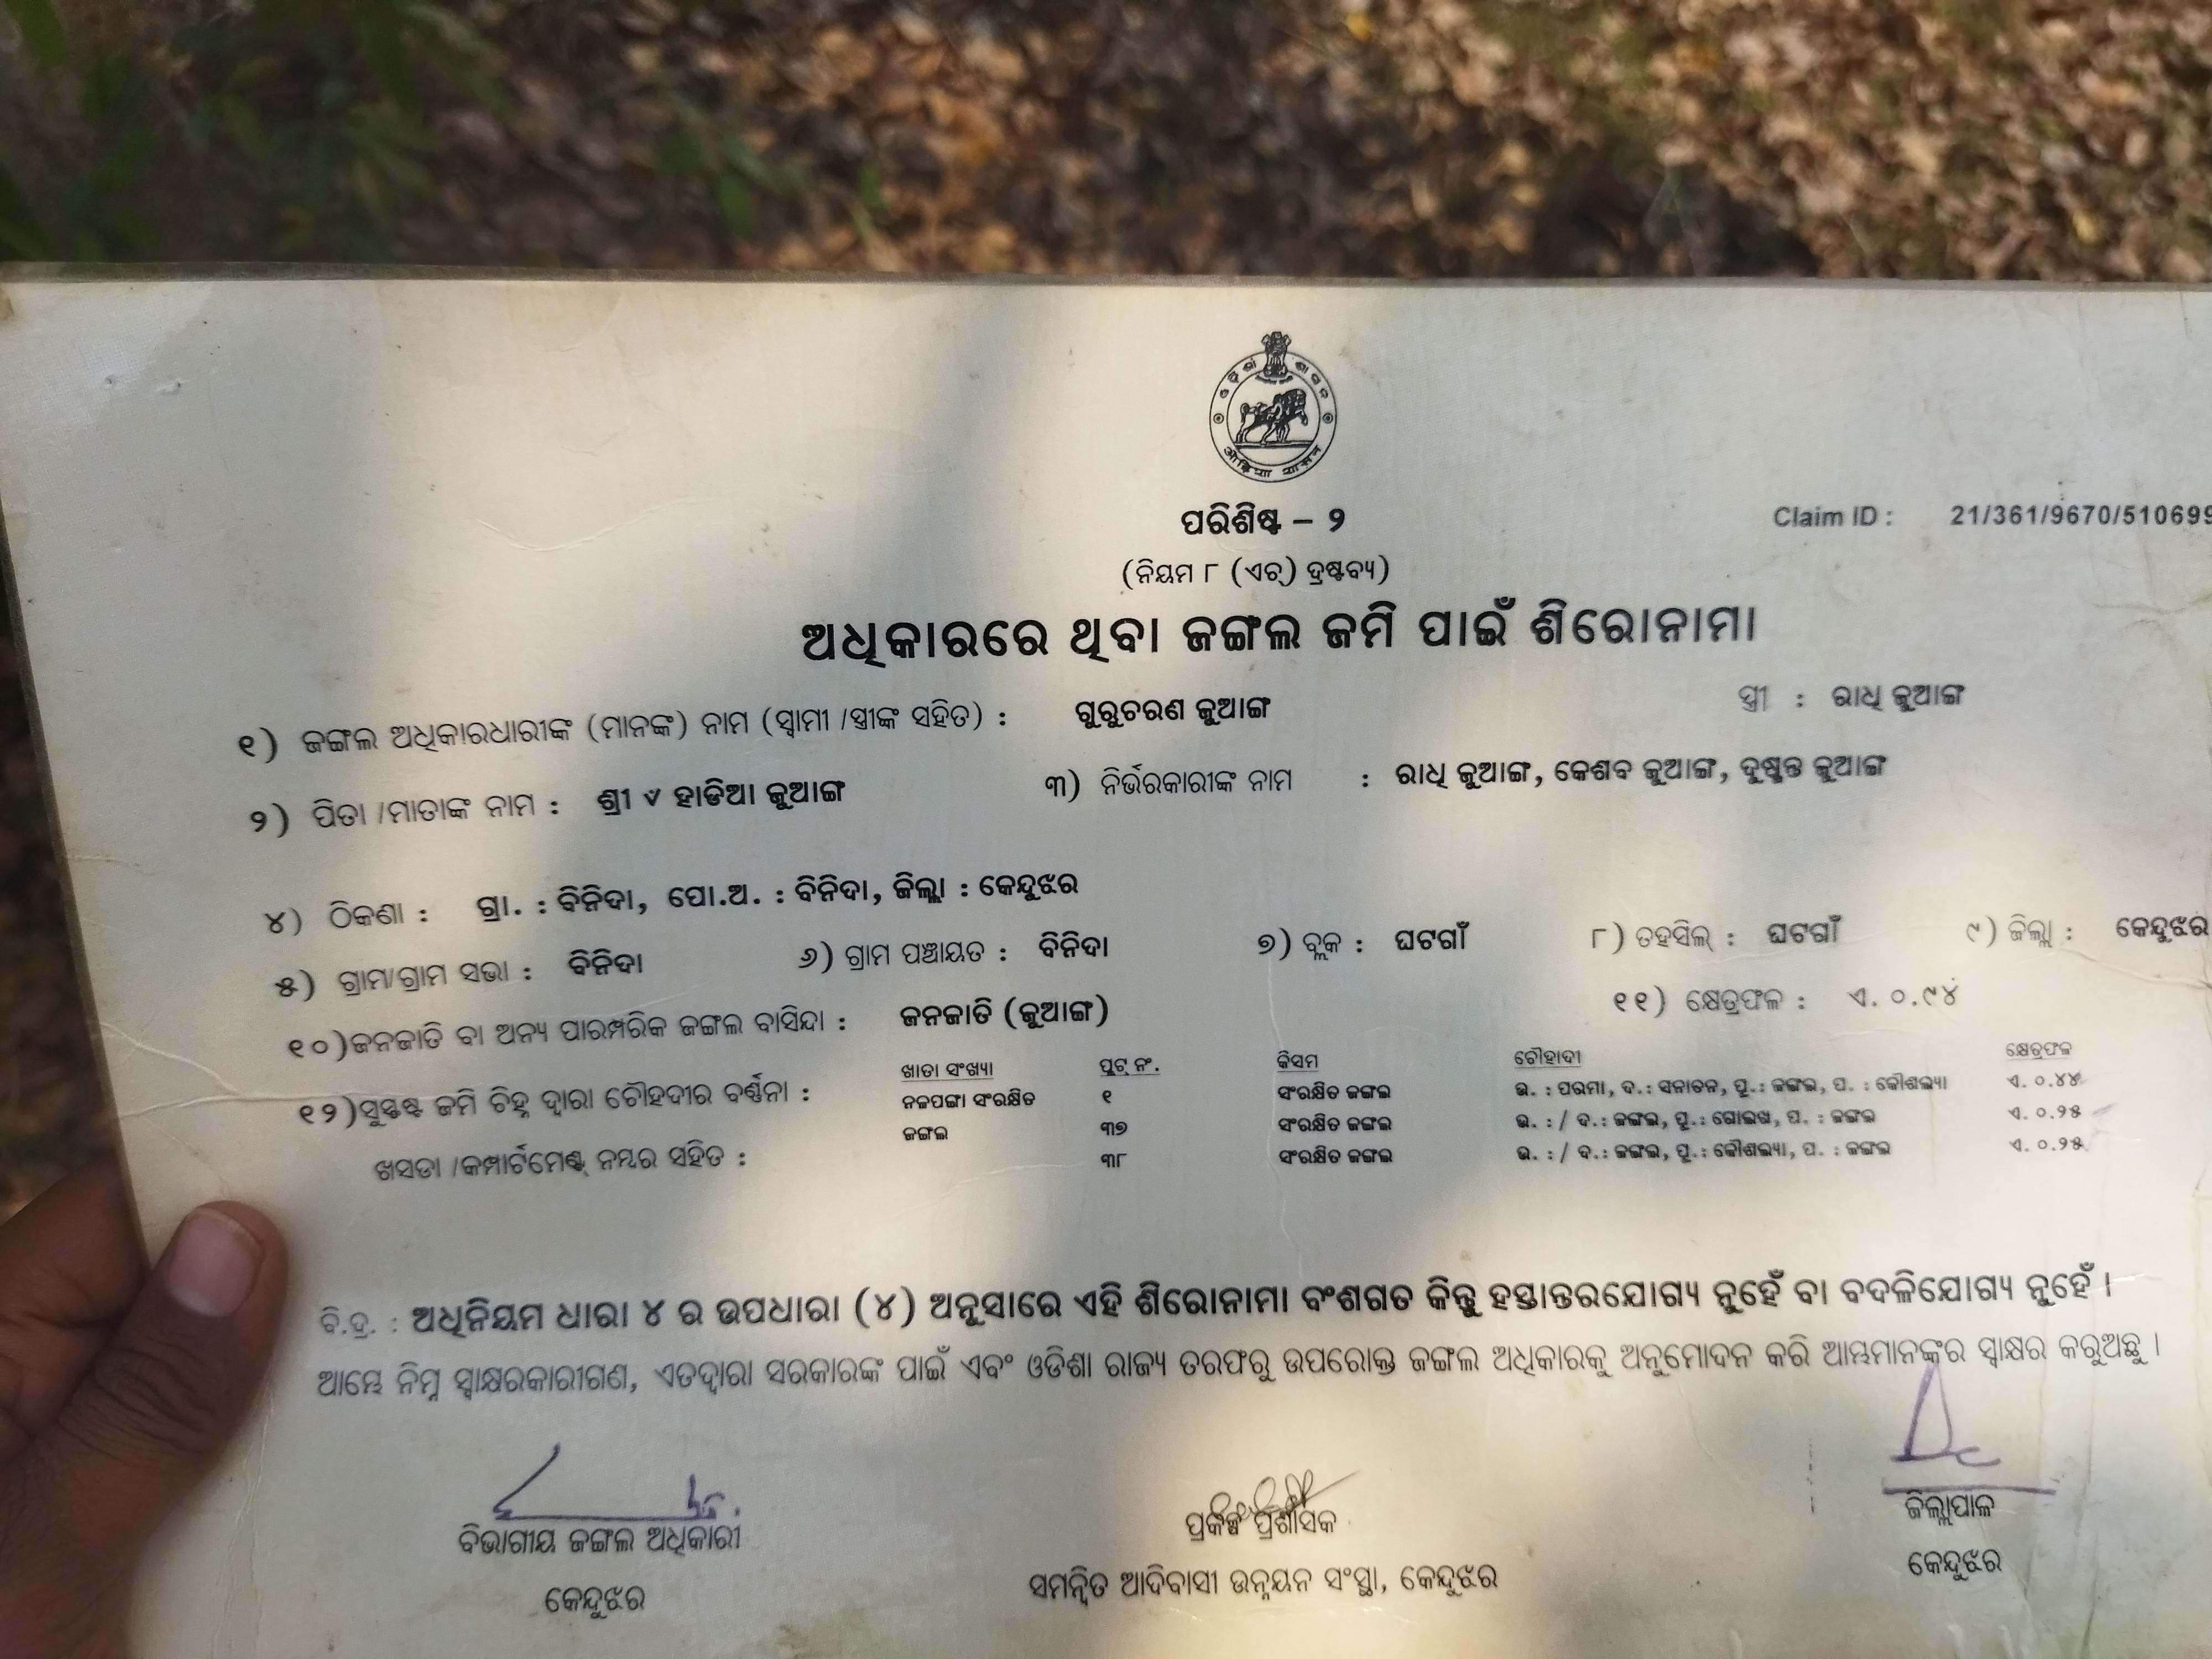 ଓଡ଼ିଶା ଶାସନ
ପରିଶିଷ୍ଟ – ୨
Claim ID : 21/361/9670/510699
(ନିୟମ ୮ (ଏଚ୍) ଦ୍ରଷ୍ଟବ୍ୟ)
ଅଧିକାରରେ ଥିବା ଜଙ୍ଗଲ ଜମି ପାଇଁ ଶିରୋନାମା
୧) ଜଙ୍ଗଲ ଅଧିକାରଧାରୀଙ୍କ (ମାନଙ୍କ) ନାମ (ସ୍ୱାମୀ /ସ୍ତ୍ରୀଙ୍କ ସହିତ) : ଗୁରୁଚରଣ ଜୁଆଙ୍ଗ ସ୍ତ୍ରୀ : ରାଧି ଜୁଆଙ୍ଗ
୨) ପିତା /ମାତାଙ୍କ ନାମ : ଶ୍ରୀ ୰ ହାଡିଆ ଜୁଆଙ୍ଗ ୩) ନିର୍ଭରକାରୀଙ୍କ ନାମ : ରାଧି ଜୁଆଙ୍ଗ, କେଶବ ଜୁଆଙ୍ଗ, ଦୁଷ୍ମନ୍ତ ଜୁଆଙ୍ଗ
୪) ଠିକଣା : ଗ୍ରା. : ବିନିଦା, ପୋ.ଅ. : ବିନିଦା, ଜିଲ୍ଲା : କେନ୍ଦୁଝର
୫) ଗ୍ରାମ/ଗ୍ରାମ ସଭା : ବିନିଦା ୬) ଗ୍ରାମ ପଞ୍ଚାୟତ : ବିନିଦା ୭) ବ୍ଲକ : ଘଟଗାଁ ୮) ତହସିଲ୍ : ଘଟଗାଁ ୯) ଜିଲ୍ଲା : କେନ୍ଦୁଝର
୧୦)ଜନଜାତି ବା ଅନ୍ୟ ପାରମ୍ପରିକ ଜଙ୍ଗଲ ବାସିନ୍ଦା : ଜନଜାତି (ଜୁଆଙ୍ଗ) ୧୧) କ୍ଷେତ୍ରଫଳ : ଏ. ୦.୯୪
ଖାତା ସଂଖ୍ୟା ପ୍ଲଟ୍ ନଂ. କିସମ ଚୌହାଦୀ କ୍ଷେତ୍ରଫଳ
୧୨)ସୁସ୍ପଷ୍ଟ ଜମି ଚିହ୍ନ ଦ୍ୱାରା ଚୌହଦୀର ବର୍ଣ୍ଣନା : ନଳପଙ୍ଗା ସଂରକ୍ଷିତ ୧ ସଂରକ୍ଷିତ ଜଙ୍ଗଲ ଉ. : ପଦ୍ମା, ଦ.: ସନାତନ, ପୂ.: ଜଙ୍ଗଲ, ପ. : କୌଶଲ୍ୟା ଏ. ୦.୪୪
ଜଙ୍ଗଲ ୩୭ ସଂରକ୍ଷିତ ଜଙ୍ଗଲ ଉ. : / ଦ.: ଜଙ୍ଗଲ, ପୂ.: ଗୋଇଖ, ପ. : ଜଙ୍ଗଲ ଏ. ୦.୨୫
ଖସଡା /କମ୍ପାର୍ଟମେଣ୍ଟ୍ ନମ୍ବର ସହିତ : ୩୮ ସଂରକ୍ଷିତ ଜଙ୍ଗଲ ଉ. : / ଦ.: ଜଙ୍ଗଲ, ପୂ.: କୌଶଲ୍ୟା, ପ. : ଜଙ୍ଗଲ ଏ. ୦.୨୫
ବି.ଦ୍ର. : ଅଧିନିୟମ ଧାରା ୪ ର ଉପଧାରା (୪) ଅନୁସାରେ ଏହି ଶିରୋନାମା ବଂଶଗତ କିନ୍ତୁ ହସ୍ତାନ୍ତରଯୋଗ୍ୟ ନୁହେଁ ବା ବଦଳିଯୋଗ୍ୟ ନୁହେଁ ।
ଆମ୍ଭେ ନିମ୍ନ ସ୍ୱାକ୍ଷରକାରୀଗଣ, ଏତଦ୍ୱାରା ସରକାରଙ୍କ ପାଇଁ ଏବଂ ଓଡିଶା ରାଜ୍ୟ ତରଫରୁ ଉପରୋକ୍ତ ଜଙ୍ଗଲ ଅଧିକାରକୁ ଅନୁମୋଦନ କରି ଆମ୍ଭମାନଙ୍କର ସ୍ୱାକ୍ଷର କରୁଅଛୁ ।
ବିଭାଗୀୟ ଜଙ୍ଗଲ ଅଧିକାରୀ ପ୍ରକଳ୍ପ ପ୍ରଶାସକ ଜିଲ୍ଲାପାଳ
କେନ୍ଦୁଝର ସମନ୍ୱିତ ଆଦିବାସୀ ଉନ୍ନୟନ ସଂସ୍ଥା, କେନ୍ଦୁଝର କେନ୍ଦୁଝର